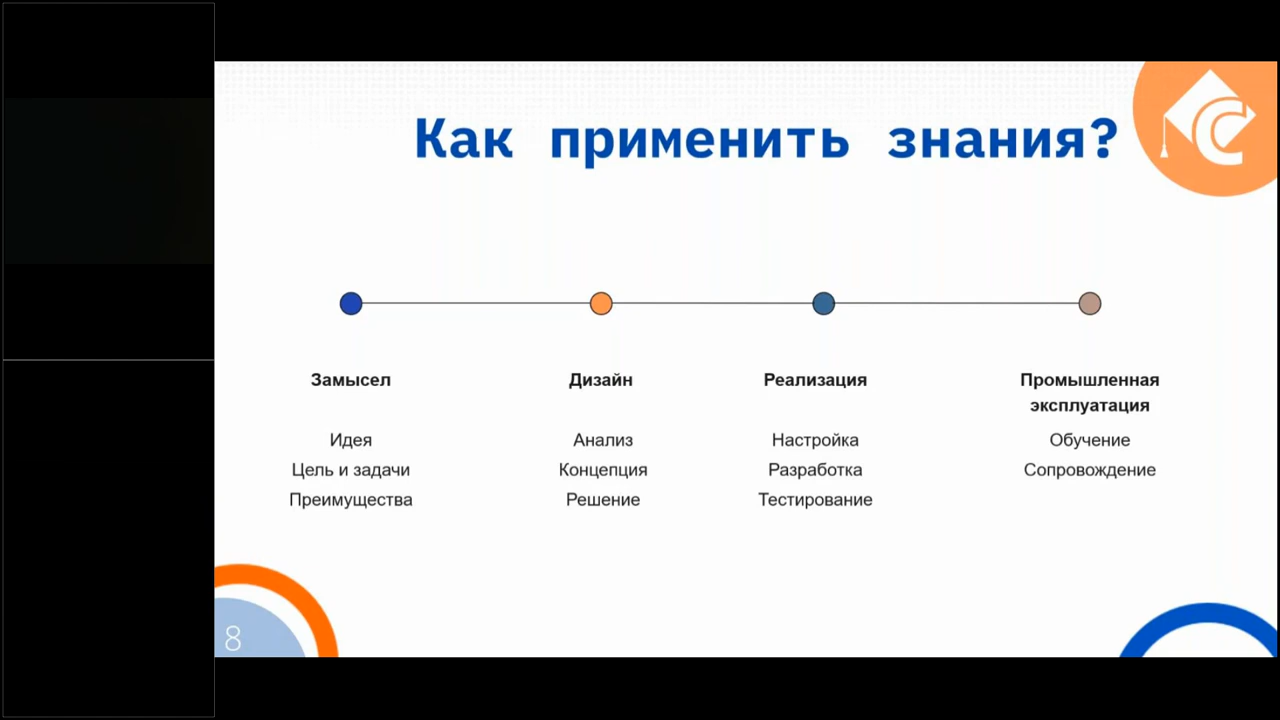 Как применить знания?
Замысел
Идея
Цель и задачи
Преимущества
Дизайн
Анализ
Концепция
Решение
Реализация
Настройка
Разработка
Тестирование
Промышленная
эксплуатация
Обучение
Сопровождение
8